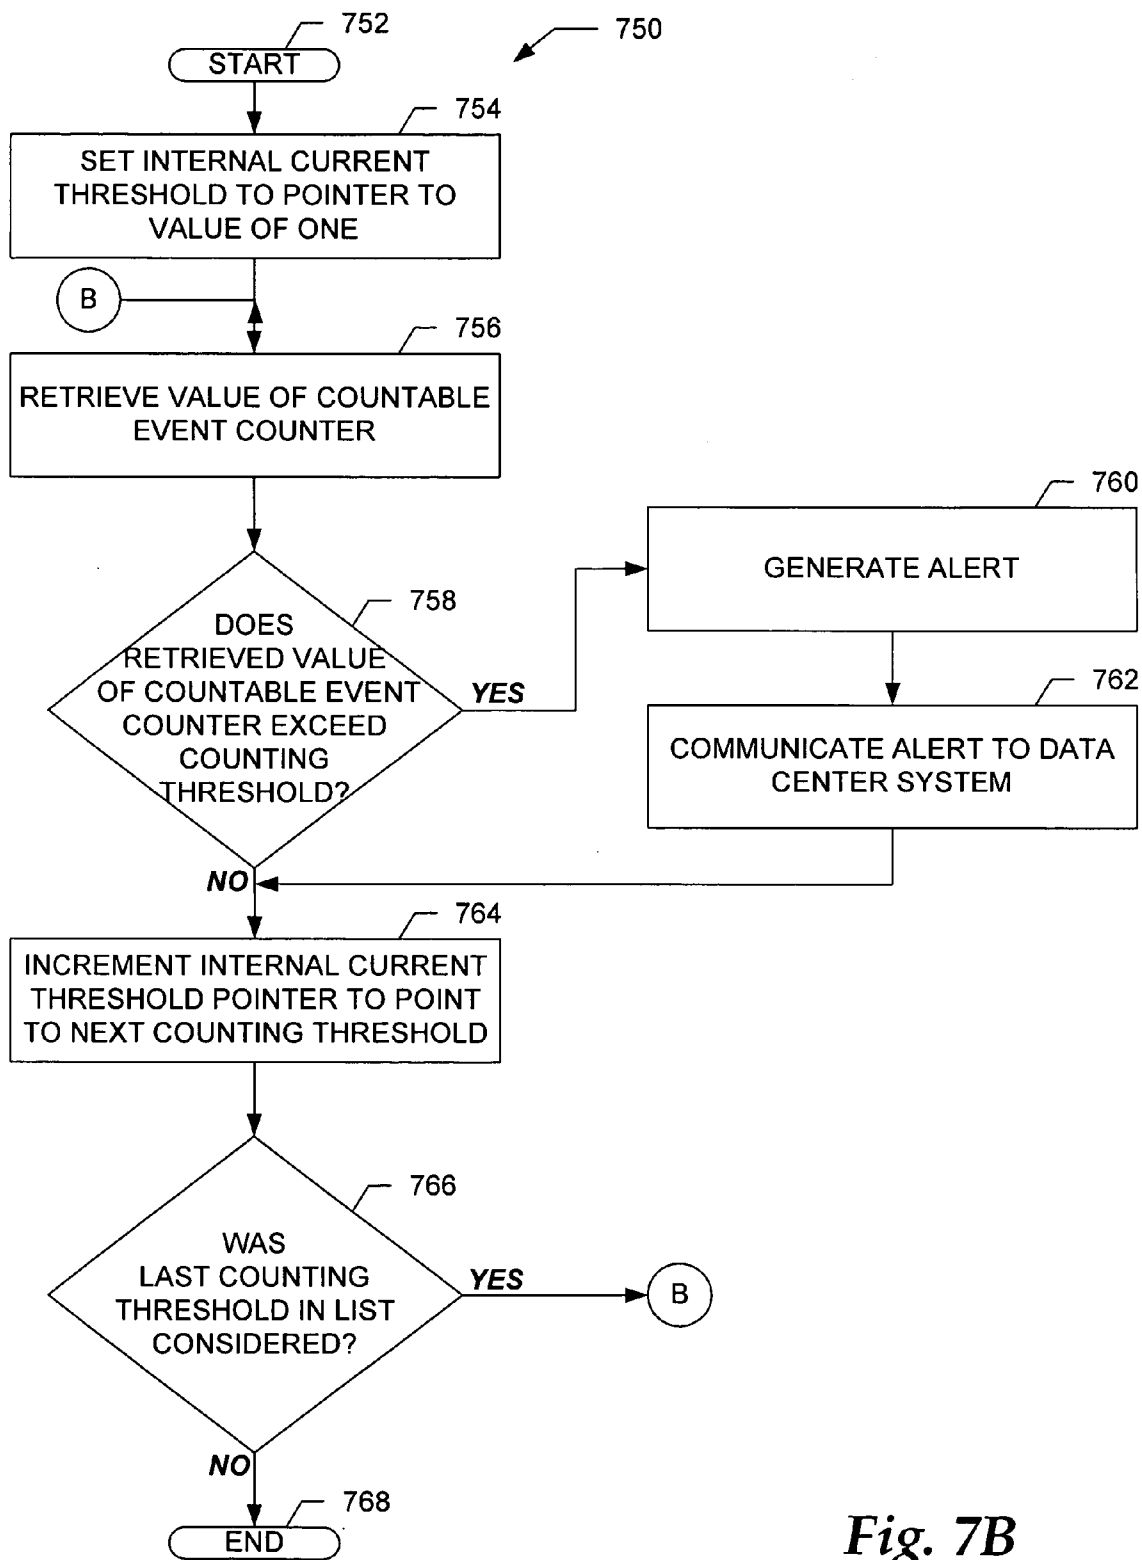 752
750
START
754
SET INTERNAL CURRENT
THRESHOLD TO POINTER TO
VALUE OF ONE
B
756
RETRIEVE VALUE OF COUNTABLE
EVENT COUNTER
760
GENERATE ALERT
758
DOES
RETRIEVED VALUE
OF COUNTABLE EVENT
COUNTER EXCEED
COUNTING
THRESHOLD?
YES
762
COMMUNICATE ALERT TO DATA
CENTER SYSTEM
NO
764
INCREMENT INTERNAL CURRENT
THRESHOLD POINTER TO POINT
TO NEXT COUNTING THRESHOLD
766
WAS
LAST COUNTING
THRESHOLD IN LIST
CONSIDERED?
YES
B
NO
768
END
Fig. 7B